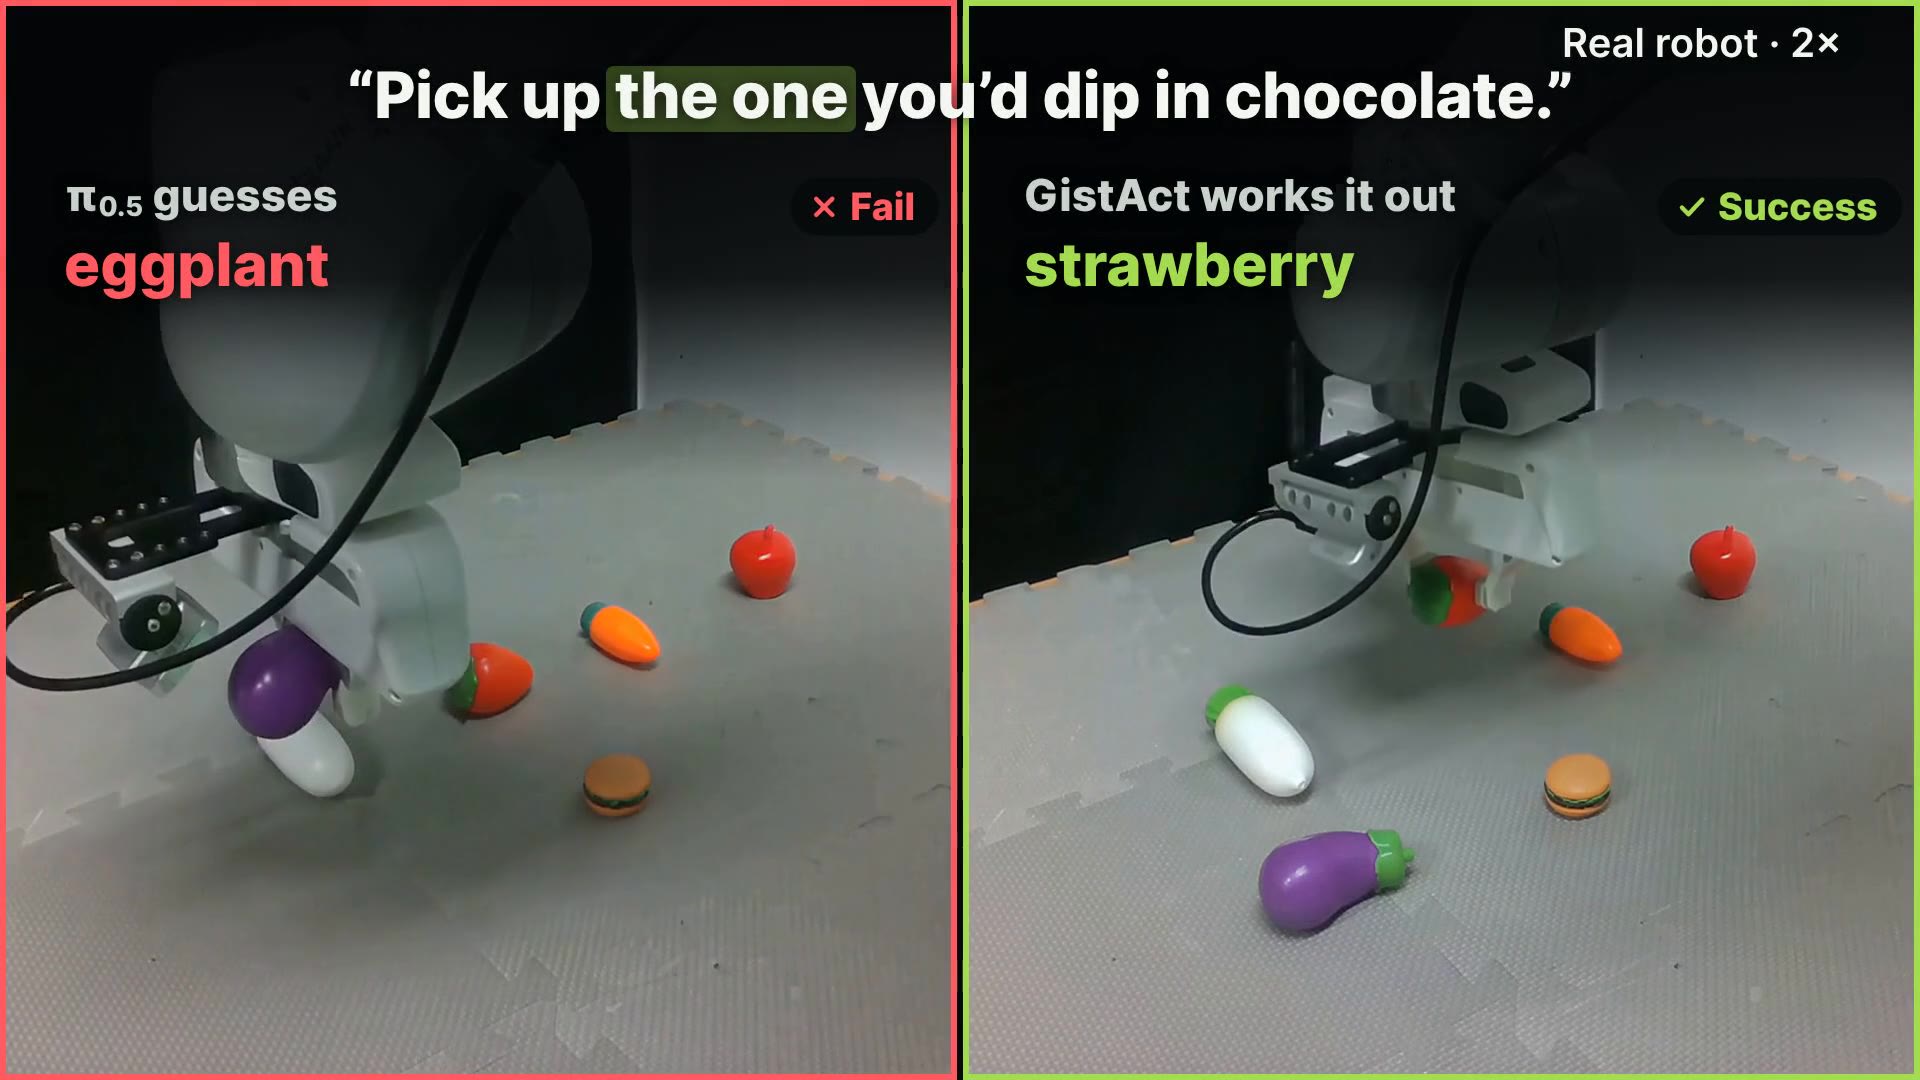 Real robot · 2×
“Pick up the one you’d dip in chocolate.”
π0.5 guesses
eggplant
× Fail
GistAct works it out
strawberry
✓ Success